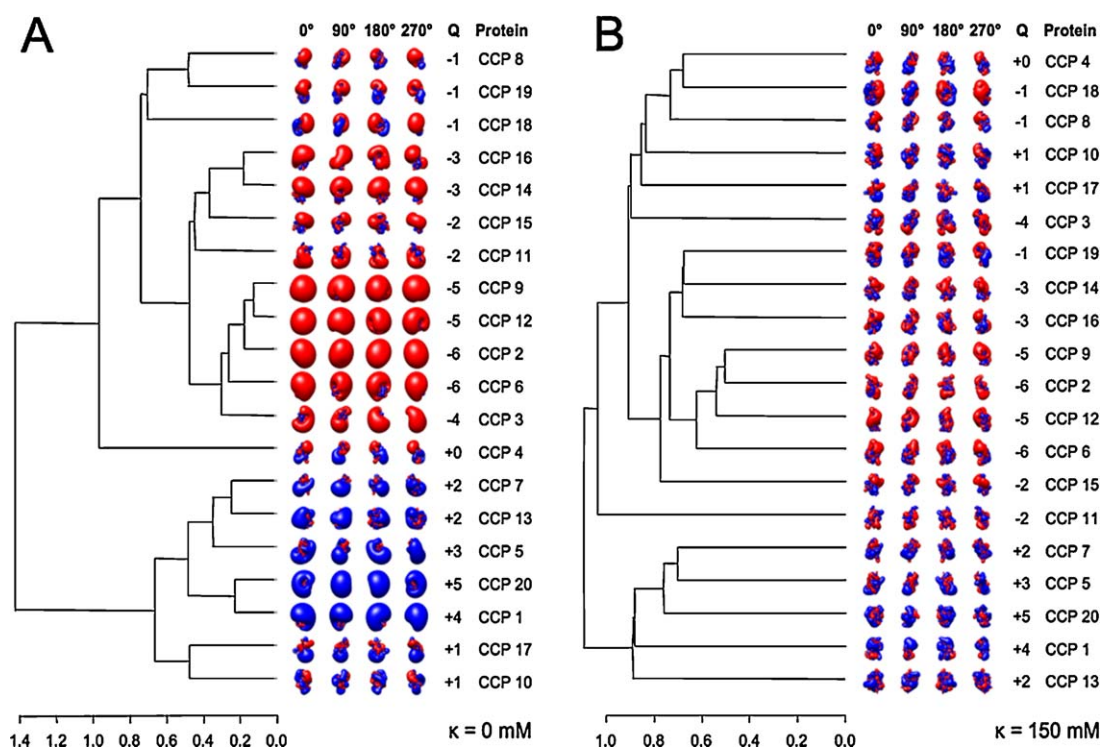 A
0° 90° 180° 270° Q Protein
-1 CCP 8
-1 CCP 19
-1 CCP 18
-3 CCP 16
-3 CCP 14
-2 CCP 15
-2 CCP 11
-5 CCP 9
-5 CCP 12
-6 CCP 2
-6 CCP 6
-4 CCP 3
+0 CCP 4
+2 CCP 7
+2 CCP 13
+3 CCP 5
+5 CCP 20
+4 CCP 1
+1 CCP 17
+1 CCP 10
1.4 1.2 1.0 0.8 0.6 0.4 0.2 0.0
κ = 0 mM
B
0° 90° 180° 270° Q Protein
+0 CCP 4
-1 CCP 18
-1 CCP 8
+1 CCP 10
+1 CCP 17
-4 CCP 3
-1 CCP 19
-3 CCP 14
-3 CCP 16
-5 CCP 9
-6 CCP 2
-5 CCP 12
-6 CCP 6
-2 CCP 15
-2 CCP 11
+2 CCP 7
+3 CCP 5
+5 CCP 20
+4 CCP 1
+2 CCP 13
1.0 0.8 0.6 0.4 0.2 0.0
κ = 150 mM